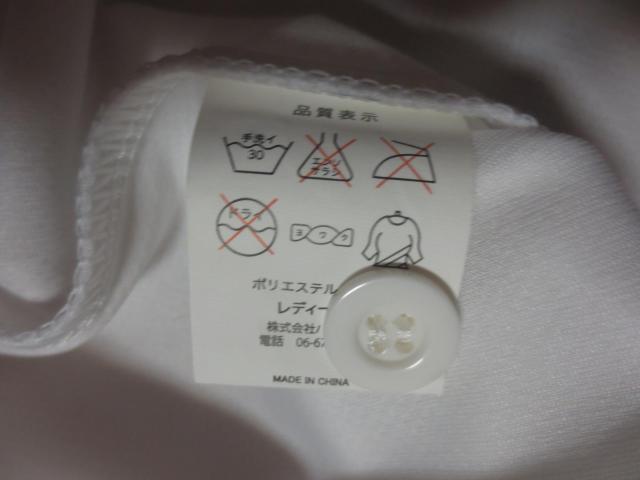 品質表示
手洗イ
30
エンソ
サラシ
ドライ
ヨワク
ポリエステル
レディー
株式会社
電話 06-6
MADE IN CHINA